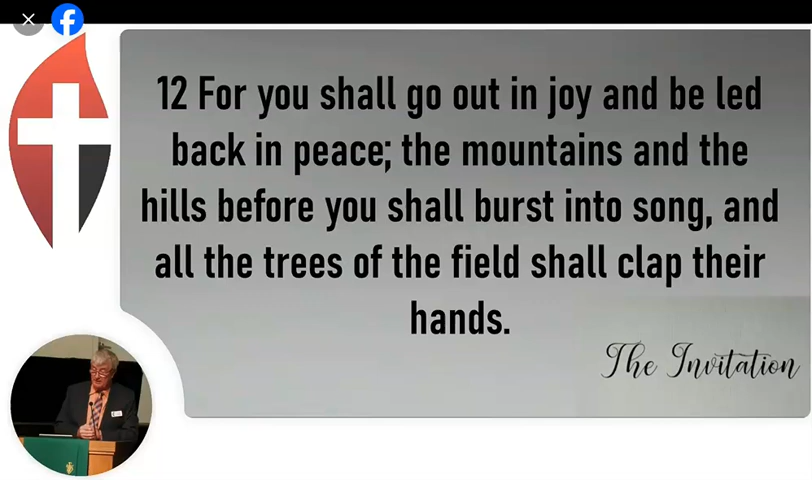 12 For you shall go out in joy and be led
back in peace; the mountains and the
hills before you shall burst into song, and
all the trees of the field shall clap their
hands.
The Invitation